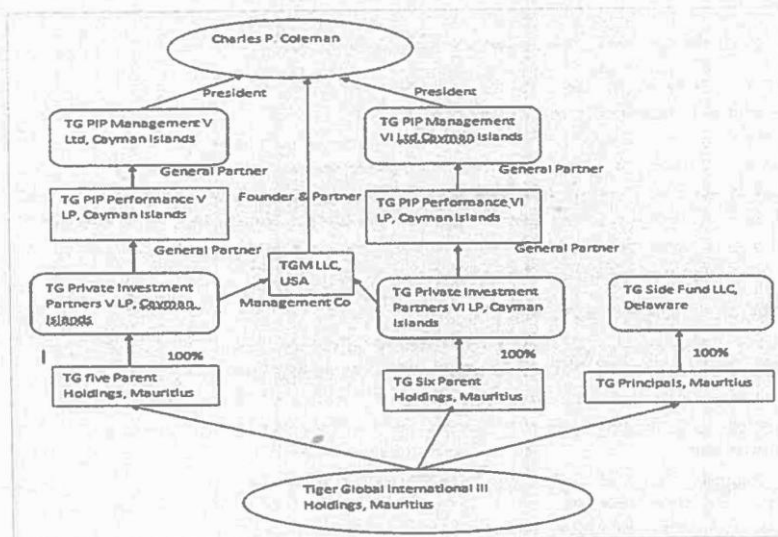 Charles P. Coleman
President
President
TG PIP Management V
Ltd, Cayman Islands
TG PIP Management
VI Ltd Cayman Islands
General Partner
General Partner
TG PIP Performance V
LP, Cayman Islands
Founder & Partner
TG PIP Performance VI
LP, Cayman Islands
General Partner
General Partner
TGM LLC,
USA
Management Co
TG Private Investment
Partners V LP, Cayman
Islands
TG Private Investment
Partners VI LP, Cayman
Islands
TG Side Fund LLC,
Delaware
100%
100%
100%
TG five Parent
Holdings, Mauritius
TG Six Parent
Holdings, Mauritius
TG Principals, Mauritius
Tiger Global International III
Holdings, Mauritius